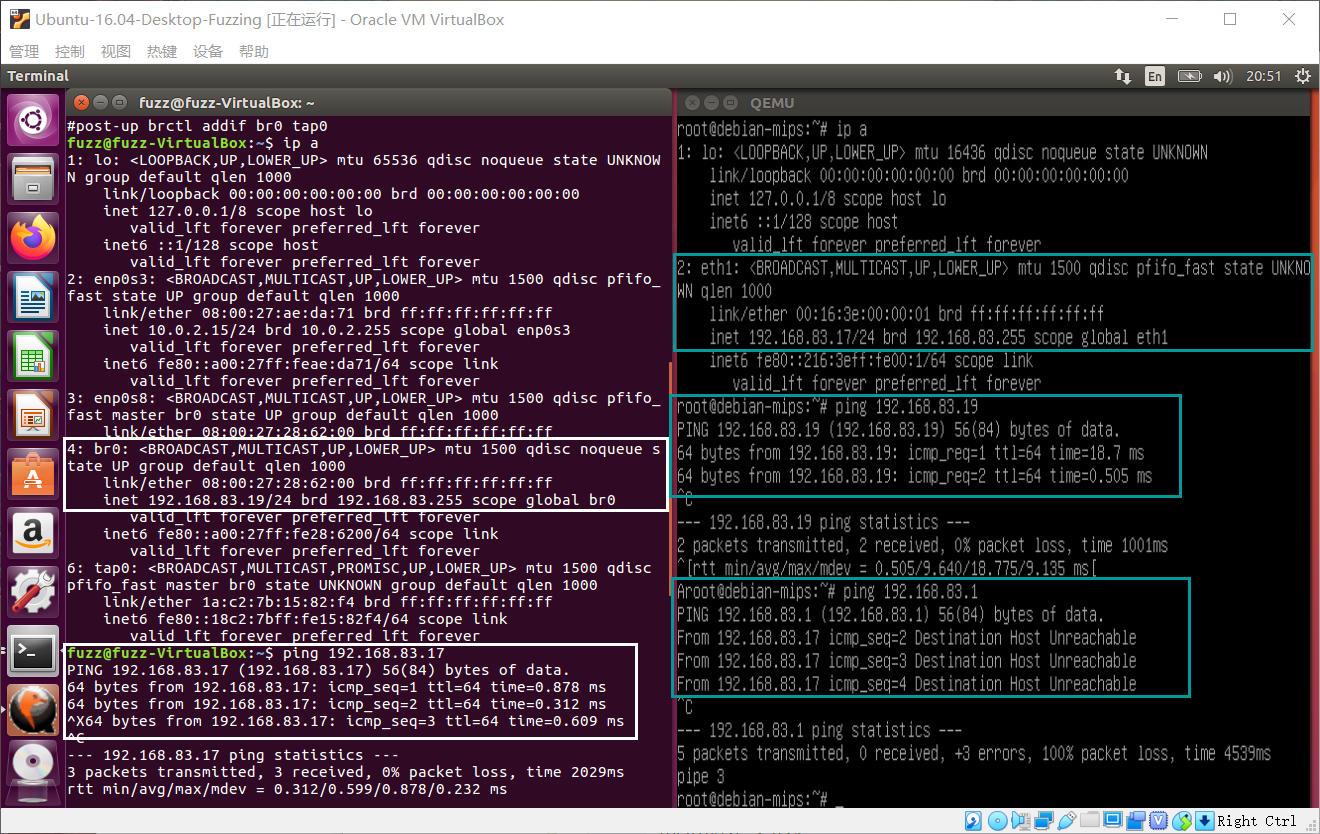 Ubuntu-16.04-Desktop-Fuzzing [正在运行] - Oracle VM VirtualBox
管理 控制 视图 热键 设备 帮助
Terminal En 20:51
fuzz@fuzz-VirtualBox: ~
#post-up brctl addif br0 tap0
fuzz@fuzz-VirtualBox:~$ ip a
1: lo: <LOOPBACK,UP,LOWER_UP> mtu 65536 qdisc noqueue state UNKNOW
N group default qlen 1000
link/loopback 00:00:00:00:00:00 brd 00:00:00:00:00:00
inet 127.0.0.1/8 scope host lo
valid_lft forever preferred_lft forever
inet6 ::1/128 scope host
valid_lft forever preferred_lft forever
2: enp0s3: <BROADCAST,MULTICAST,UP,LOWER_UP> mtu 1500 qdisc pfifo_
fast state UP group default qlen 1000
link/ether 08:00:27:ae:da:71 brd ff:ff:ff:ff:ff:ff
inet 10.0.2.15/24 brd 10.0.2.255 scope global enp0s3
valid_lft forever preferred_lft forever
inet6 fe80::a00:27ff:feae:da71/64 scope link
valid_lft forever preferred_lft forever
3: enp0s8: <BROADCAST,MULTICAST,UP,LOWER_UP> mtu 1500 qdisc pfifo_
fast master br0 state UP group default qlen 1000
link/ether 08:00:27:28:62:00 brd ff:ff:ff:ff:ff:ff
4: br0: <BROADCAST,MULTICAST,UP,LOWER_UP> mtu 1500 qdisc noqueue s
tate UP group default qlen 1000
link/ether 08:00:27:28:62:00 brd ff:ff:ff:ff:ff:ff
inet 192.168.83.19/24 brd 192.168.83.255 scope global br0
valid_lft forever preferred_lft forever
inet6 fe80::a00:27ff:fe28:6200/64 scope link
valid_lft forever preferred_lft forever
6: tap0: <BROADCAST,MULTICAST,PROMISC,UP,LOWER_UP> mtu 1500 qdisc
pfifo_fast master br0 state UNKNOWN group default qlen 1000
link/ether 1a:c2:7b:15:82:f4 brd ff:ff:ff:ff:ff:ff
inet6 fe80::18c2:7bff:fe15:82f4/64 scope link
valid_lft forever preferred_lft forever
fuzz@fuzz-VirtualBox:~$ ping 192.168.83.17
PING 192.168.83.17 (192.168.83.17) 56(84) bytes of data.
64 bytes from 192.168.83.17: icmp_seq=1 ttl=64 time=0.878 ms
64 bytes from 192.168.83.17: icmp_seq=2 ttl=64 time=0.312 ms
^X64 bytes from 192.168.83.17: icmp_seq=3 ttl=64 time=0.609 ms
^C
--- 192.168.83.17 ping statistics ---
3 packets transmitted, 3 received, 0% packet loss, time 2029ms
rtt min/avg/max/mdev = 0.312/0.599/0.878/0.232 ms
QEMU
root@debian-mips:~# ip a
1: lo: <LOOPBACK,UP,LOWER_UP> mtu 16436 qdisc noqueue state UNKNOWN
link/loopback 00:00:00:00:00:00 brd 00:00:00:00:00:00
inet 127.0.0.1/8 scope host lo
inet6 ::1/128 scope host
valid_lft forever preferred_lft forever
2: eth1: <BROADCAST,MULTICAST,UP,LOWER_UP> mtu 1500 qdisc pfifo_fast state UNKNO
WN qlen 1000
link/ether 00:16:3e:00:00:01 brd ff:ff:ff:ff:ff:ff
inet 192.168.83.17/24 brd 192.168.83.255 scope global eth1
inet6 fe80::216:3eff:fe00:1/64 scope link
valid_lft forever preferred_lft forever
root@debian-mips:~# ping 192.168.83.19
PING 192.168.83.19 (192.168.83.19) 56(84) bytes of data.
64 bytes from 192.168.83.19: icmp_req=1 ttl=64 time=18.7 ms
64 bytes from 192.168.83.19: icmp_req=2 ttl=64 time=0.505 ms
^C
--- 192.168.83.19 ping statistics ---
2 packets transmitted, 2 received, 0% packet loss, time 1001ms
^[rtt min/avg/max/mdev = 0.505/9.640/18.775/9.135 ms[
Aroot@debian-mips:~# ping 192.168.83.1
PING 192.168.83.1 (192.168.83.1) 56(84) bytes of data.
From 192.168.83.17 icmp_seq=2 Destination Host Unreachable
From 192.168.83.17 icmp_seq=3 Destination Host Unreachable
From 192.168.83.17 icmp_seq=4 Destination Host Unreachable
^C
--- 192.168.83.1 ping statistics ---
5 packets transmitted, 0 received, +3 errors, 100% packet loss, time 4539ms
pipe 3
root@debian-mips:~# _
Right Ctrl